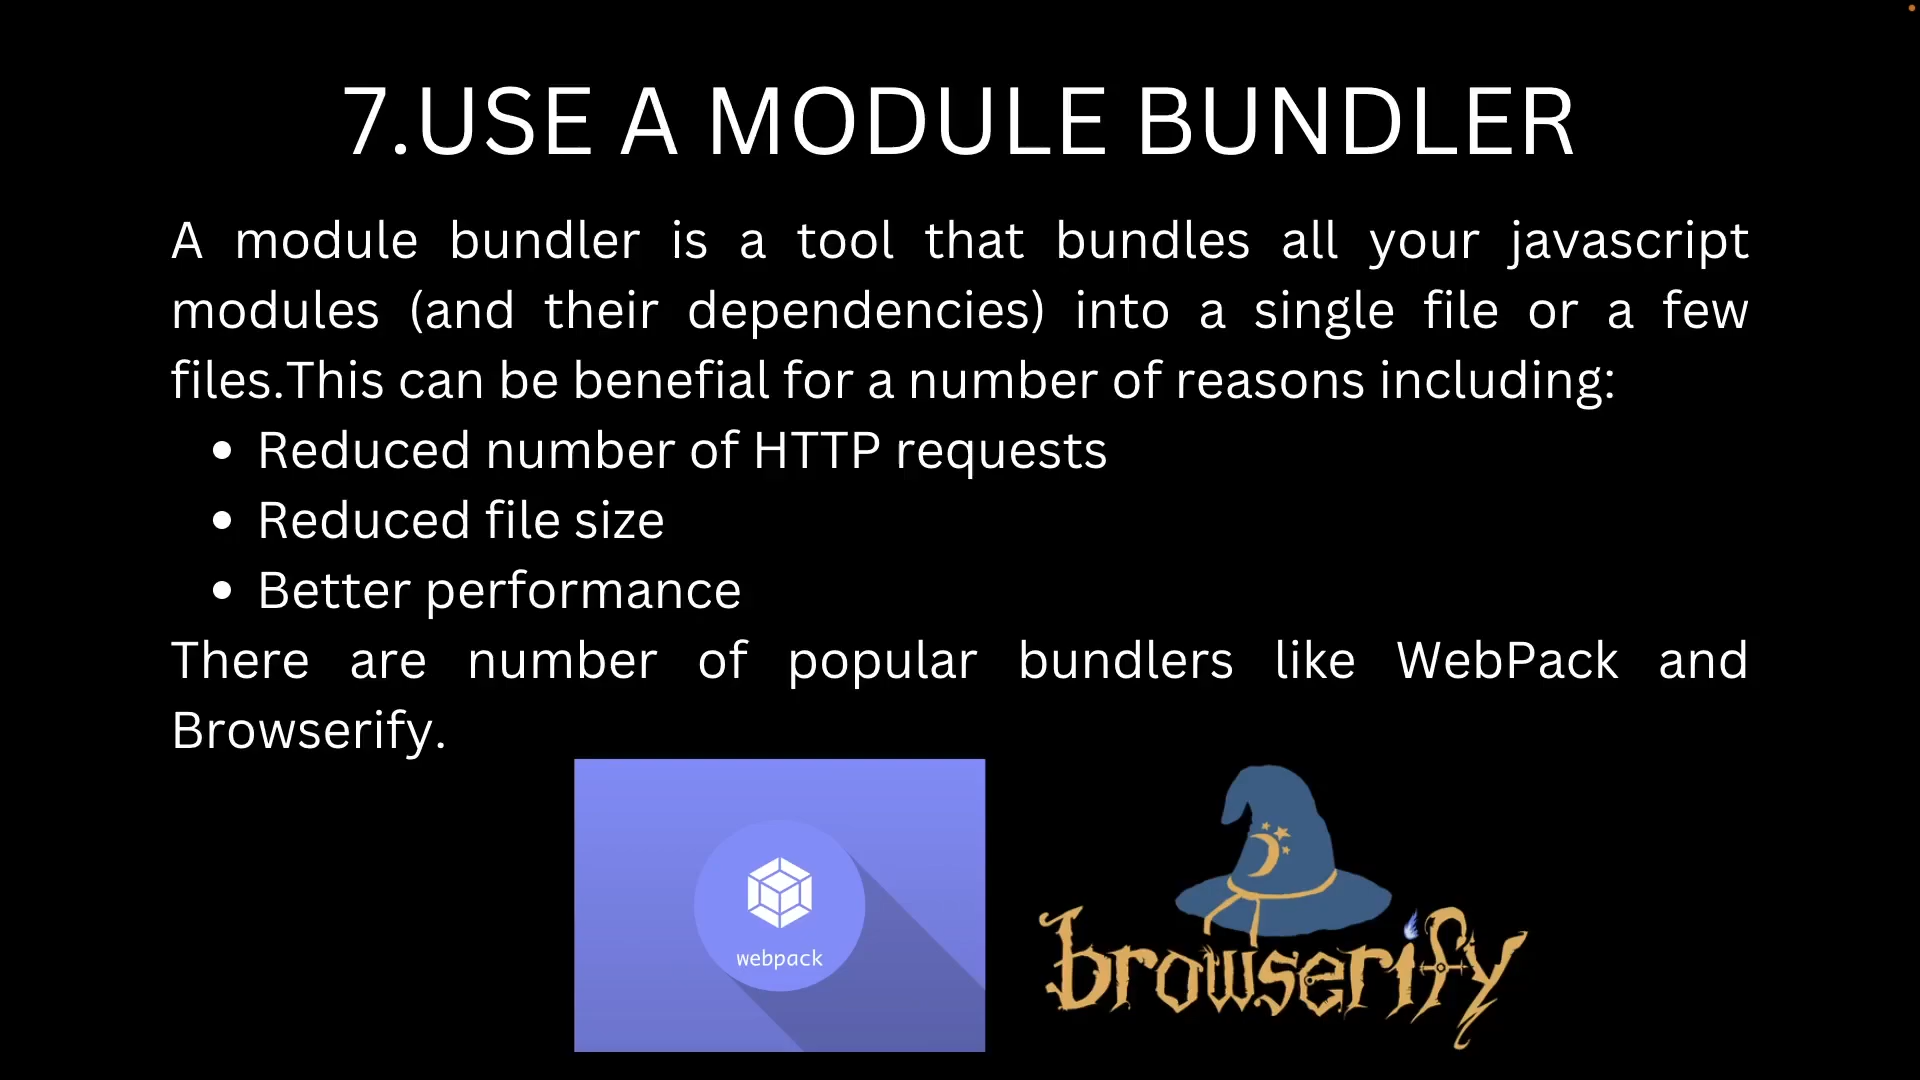 7.USE A MODULE BUNDLER
A module bundler is a tool that bundles all your javascript
modules (and their dependencies) into a single file or a few
files.This can be benefial for a number of reasons including:
• Reduced number of HTTP requests
• Reduced file size
• Better performance
There are number of popular bundlers like WebPack and
Browserify.
webpack
browserify